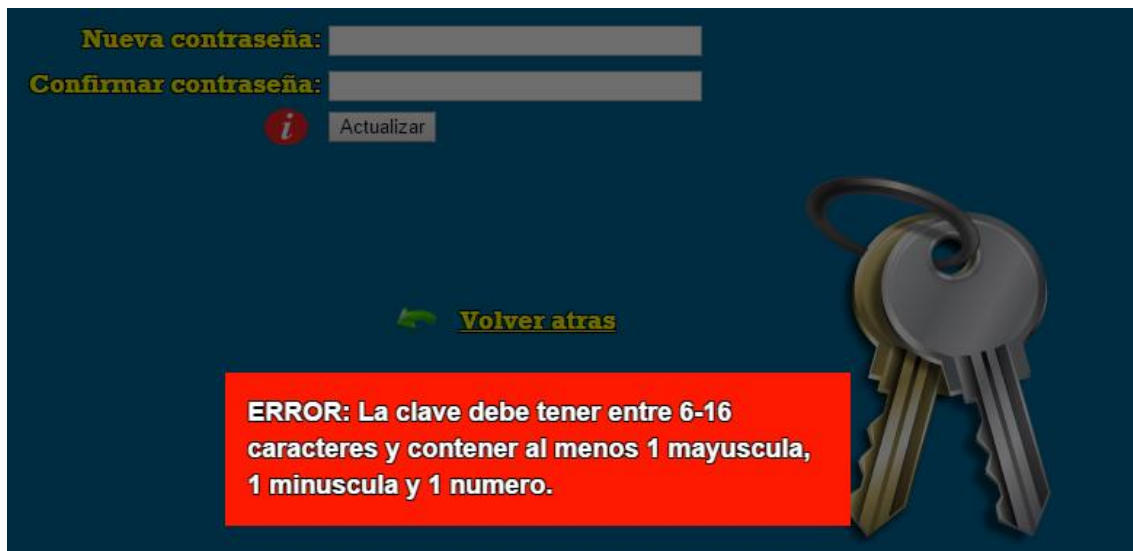 Nueva contraseña:
Confirmar contraseña:
i Actualizar
Volver atras
ERROR: La clave debe tener entre 6-16
caracteres y contener al menos 1 mayuscula,
1 minuscula y 1 numero.